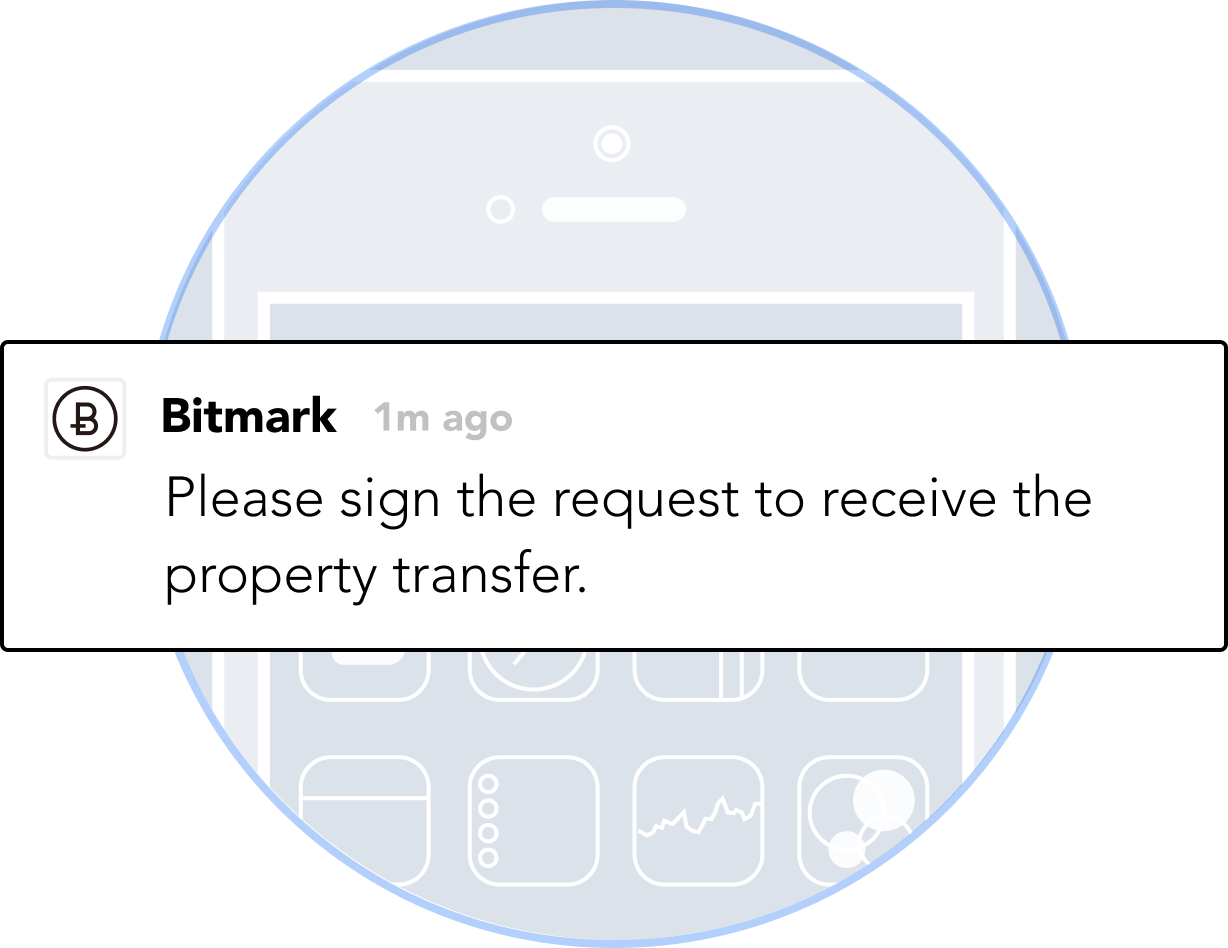 Bitmark 1m ago
Please sign the request to receive the
property transfer.